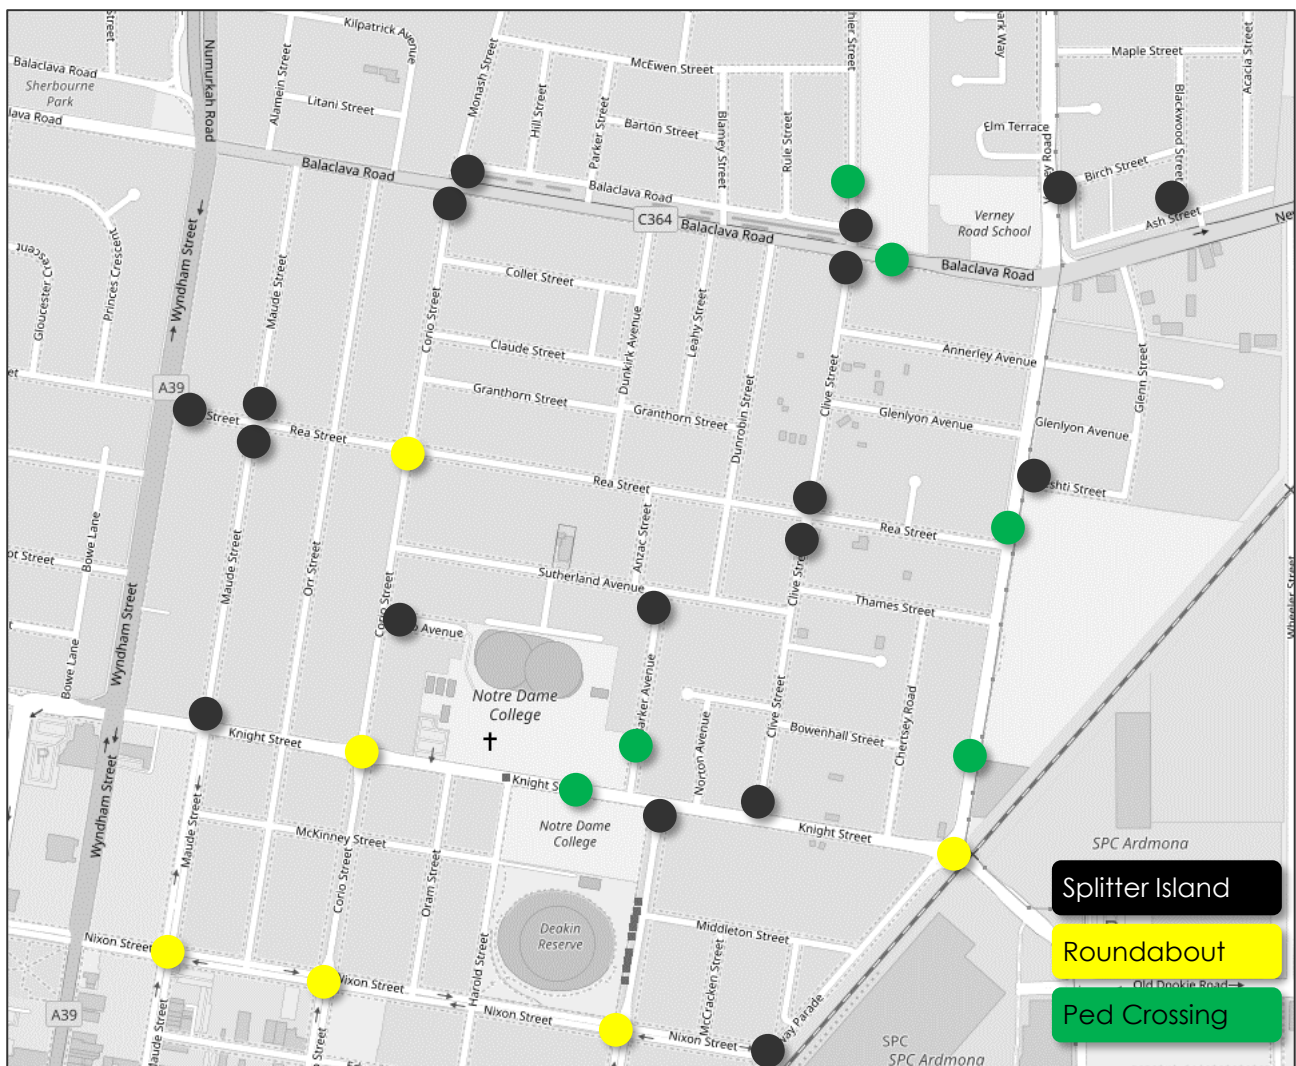 Kilpatrick Avenue
Maple Street
Acacia Street
Balaclava Road
Sherbourne
Park
Numurkah Road
Alamein Street
Litani Street
Monash Street
McEwen Street
Hill Street
Parker Street
Barton Street
Blamey Street
Rule Street
Elm Terrace
Blackwood Street
Birch Street
Ash Street
Verney
Road School
Balaclava Road
Balaclava Road
C364
Balaclava Road
Balaclava Road
Gloucester Crescent
Princes Crescent
Wyndham Street
Maude Street
Corio Street
Collet Street
Claude Street
Dunkirk Avenue
Leahy Street
Granthorn Street
Granthorn Street
Dunrobin Street
Clive Street
Annerley Avenue
Glenlyon Avenue
Glenlyon Avenue
Glenn Street
A39
Street
Rea Street
Rea Street
Rea Street
Bowe Lane
Maude Street
Orr Street
Anzac Street
Sutherland Avenue
Thames Street
Wheeler Street
Wyndham Street
Bowe Lane
Avenue
Notre Dame
College
Clive Street
Bowenhall Street
Norton Avenue
Chertsey Road
Knight Street
P
Knight
Notre Dame
College
Knight Street
Wyndham Street
Maude Street
McKinney Street
Corio Street
Oram Street
SPC Ardmona
Splitter Island
Roundabout
Ped Crossing
Deakin
Reserve
Middleton Street
McCracken Street
Harold Street
Nixon Street
Nixon Street
Nixon Street
Nixon Street
Old Dookie Road
A39
SPC
SPC Ardmona